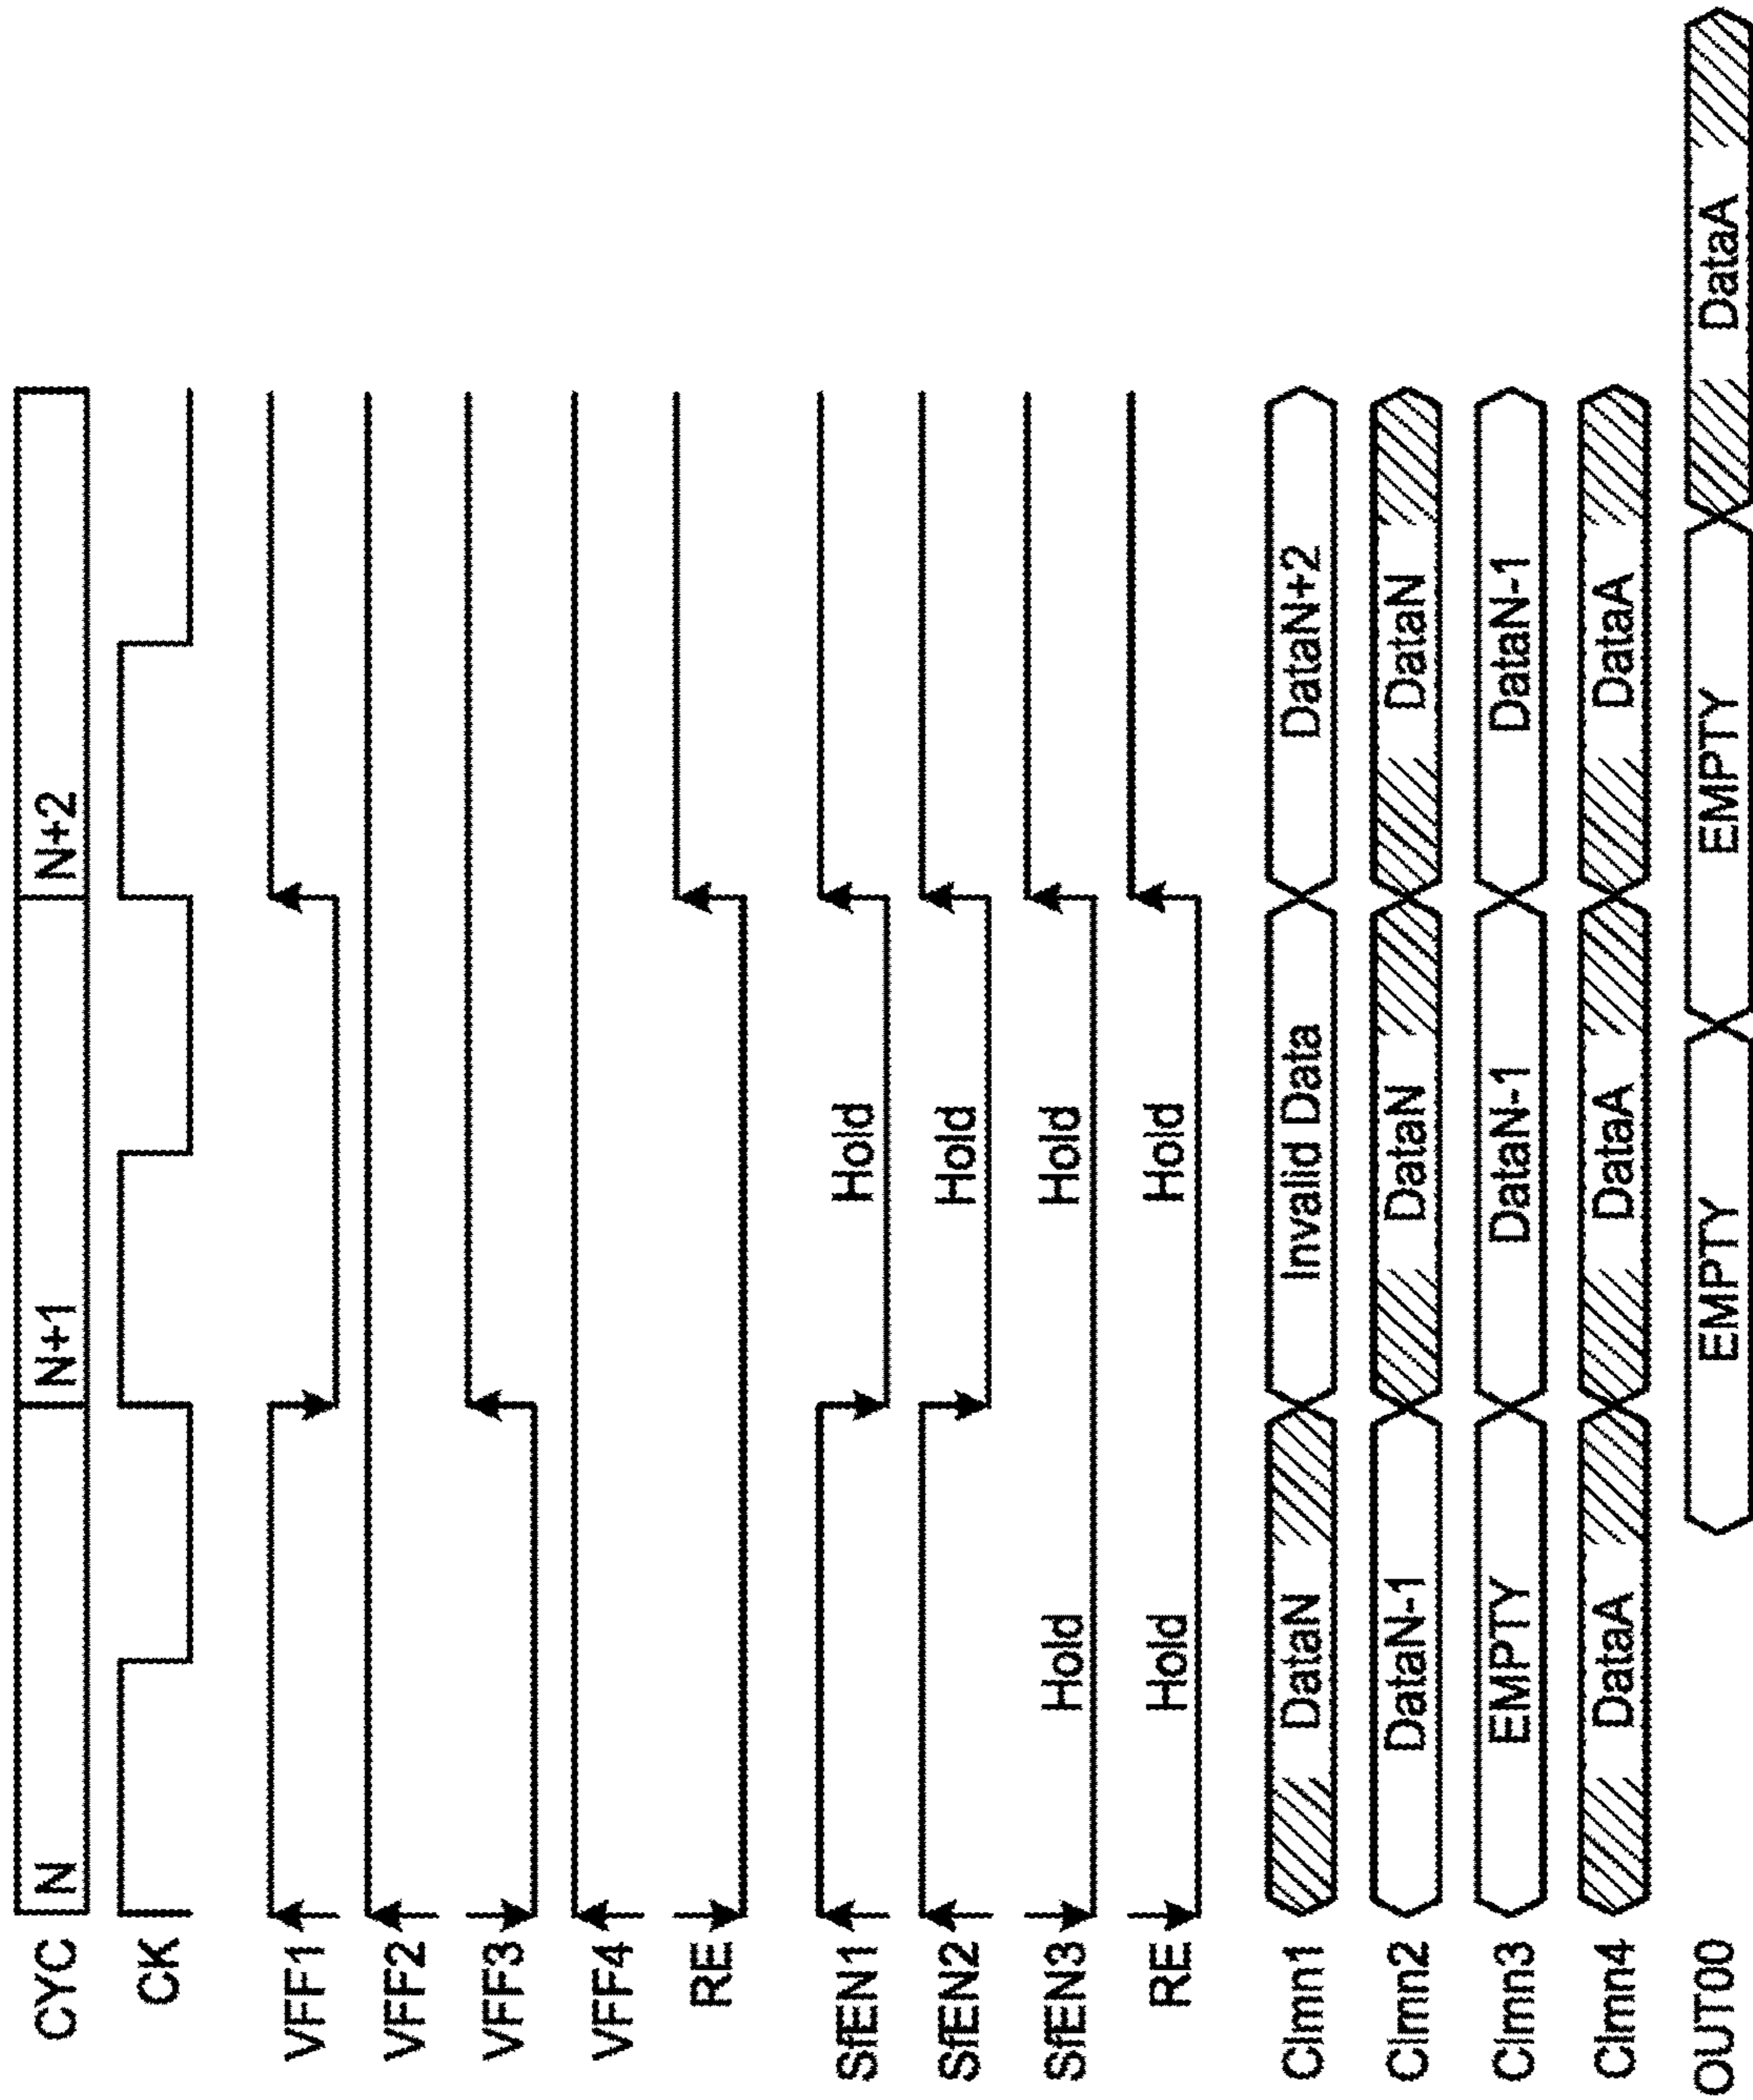 CYC N N+1 N+2
CK
VFF1
VFF2
VFF3
VFF4
RE
SfEN1 Hold
SfEN2 Hold
SfEN3 Hold Hold
RE Hold Hold
Clmn1 DataN Invalid Data DataN+2
Clmn2 DataN-1 DataN DataN
Clmn3 EMPTY DataN-1 DataN-1
Clmn4 DataA DataA DataA
OUT00 EMPTY EMPTY DataA